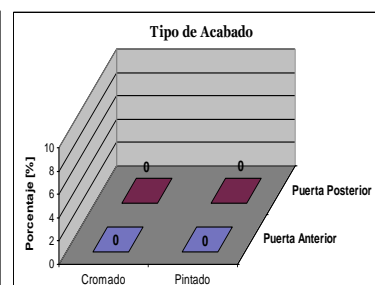 Tipo de Acabado
Porcentaje [%]
10
8
6
4
2
0
0 0
0 0
Puerta Posterior
Puerta Anterior
Cromado Pintado